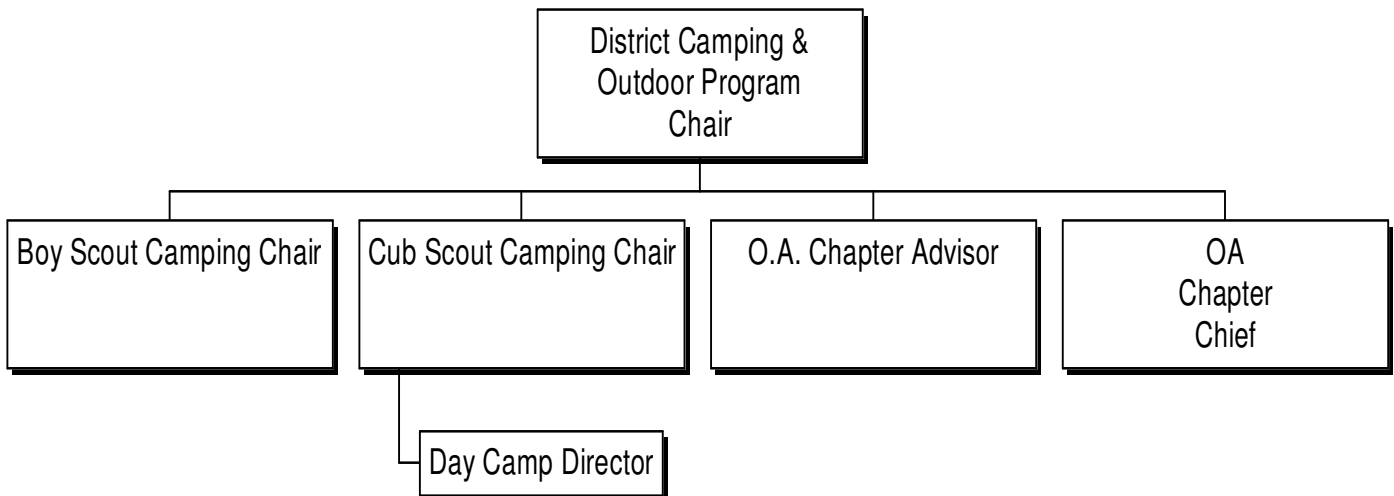 District Camping &
Outdoor Program
Chair
Boy Scout Camping Chair
Cub Scout Camping Chair
O.A. Chapter Advisor
OA
Chapter
Chief
Day Camp Director